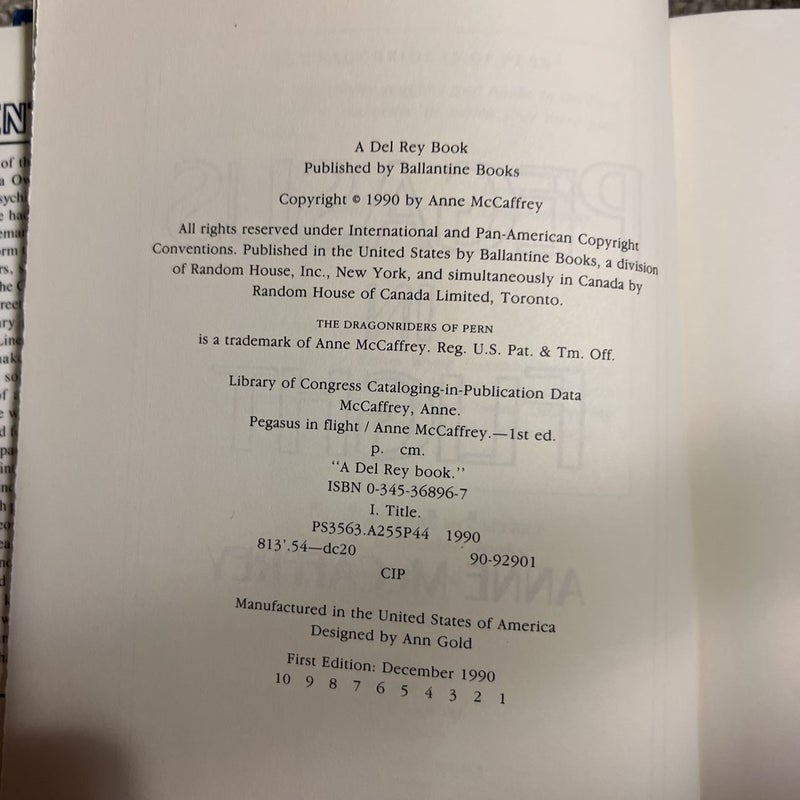 A Del Rey Book
Published by Ballantine Books
Copyright © 1990 by Anne McCaffrey
All rights reserved under International and Pan-American Copyright
Conventions. Published in the United States by Ballantine Books, a division
of Random House, Inc., New York, and simultaneously in Canada by
Random House of Canada Limited, Toronto.
THE DRAGONRIDERS OF PERN
is a trademark of Anne McCaffrey. Reg. U.S. Pat. & Tm. Off.
Library of Congress Cataloging-in-Publication Data
McCaffrey, Anne.
Pegasus in flight / Anne McCaffrey.—1st ed.
p. cm.
"A Del Rey book."
ISBN 0-345-36896-7
I. Title.
PS3563.A255P44 1990
813'.54—dc20 90-92901
CIP
Manufactured in the United States of America
Designed by Ann Gold
First Edition: December 1990
10 9 8 7 6 5 4 3 2 1